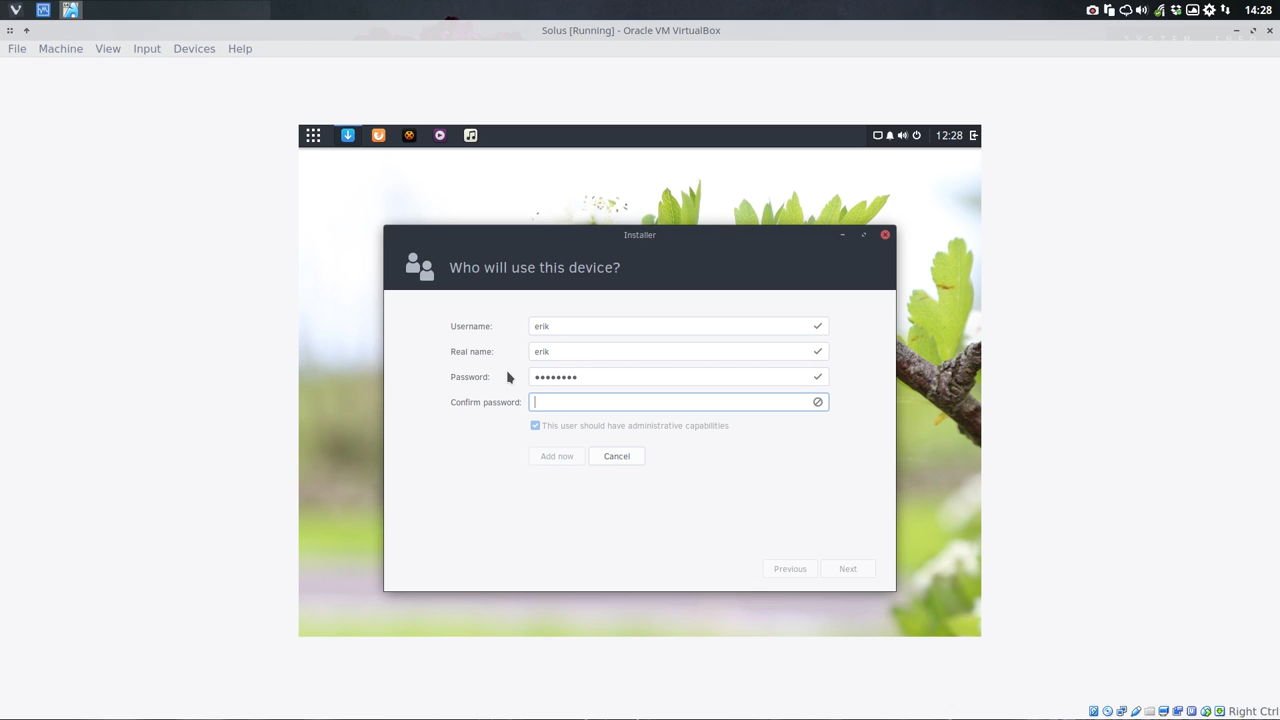 14:28
Solus [Running] - Oracle VM VirtualBox
File Machine View Input Devices Help
12:28
Installer
Who will use this device?
Username: erik
Real name: erik
Password: ••••••••
Confirm password:
This user should have administrative capabilities
Add now Cancel
Previous Next
Right Ctrl